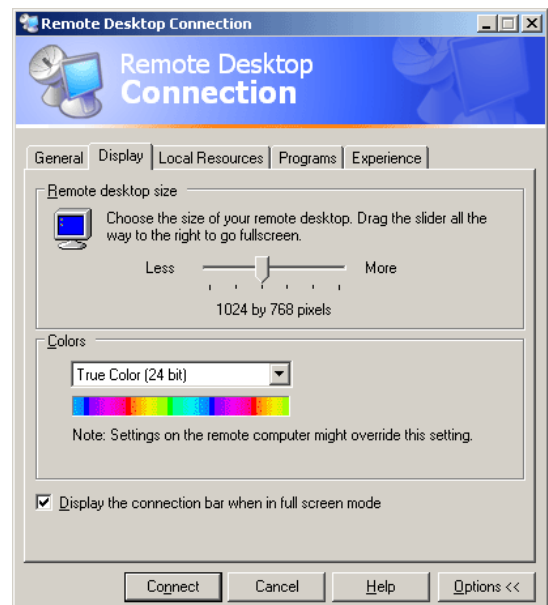 Remote Desktop Connection
Remote Desktop
Connection
General Display Local Resources Programs Experience
Remote desktop size
Choose the size of your remote desktop. Drag the slider all the
way to the right to go fullscreen.
Less More
1024 by 768 pixels
Colors
True Color (24 bit)
Note: Settings on the remote computer might override this setting.
Display the connection bar when in full screen mode
Connect Cancel Help Options <<